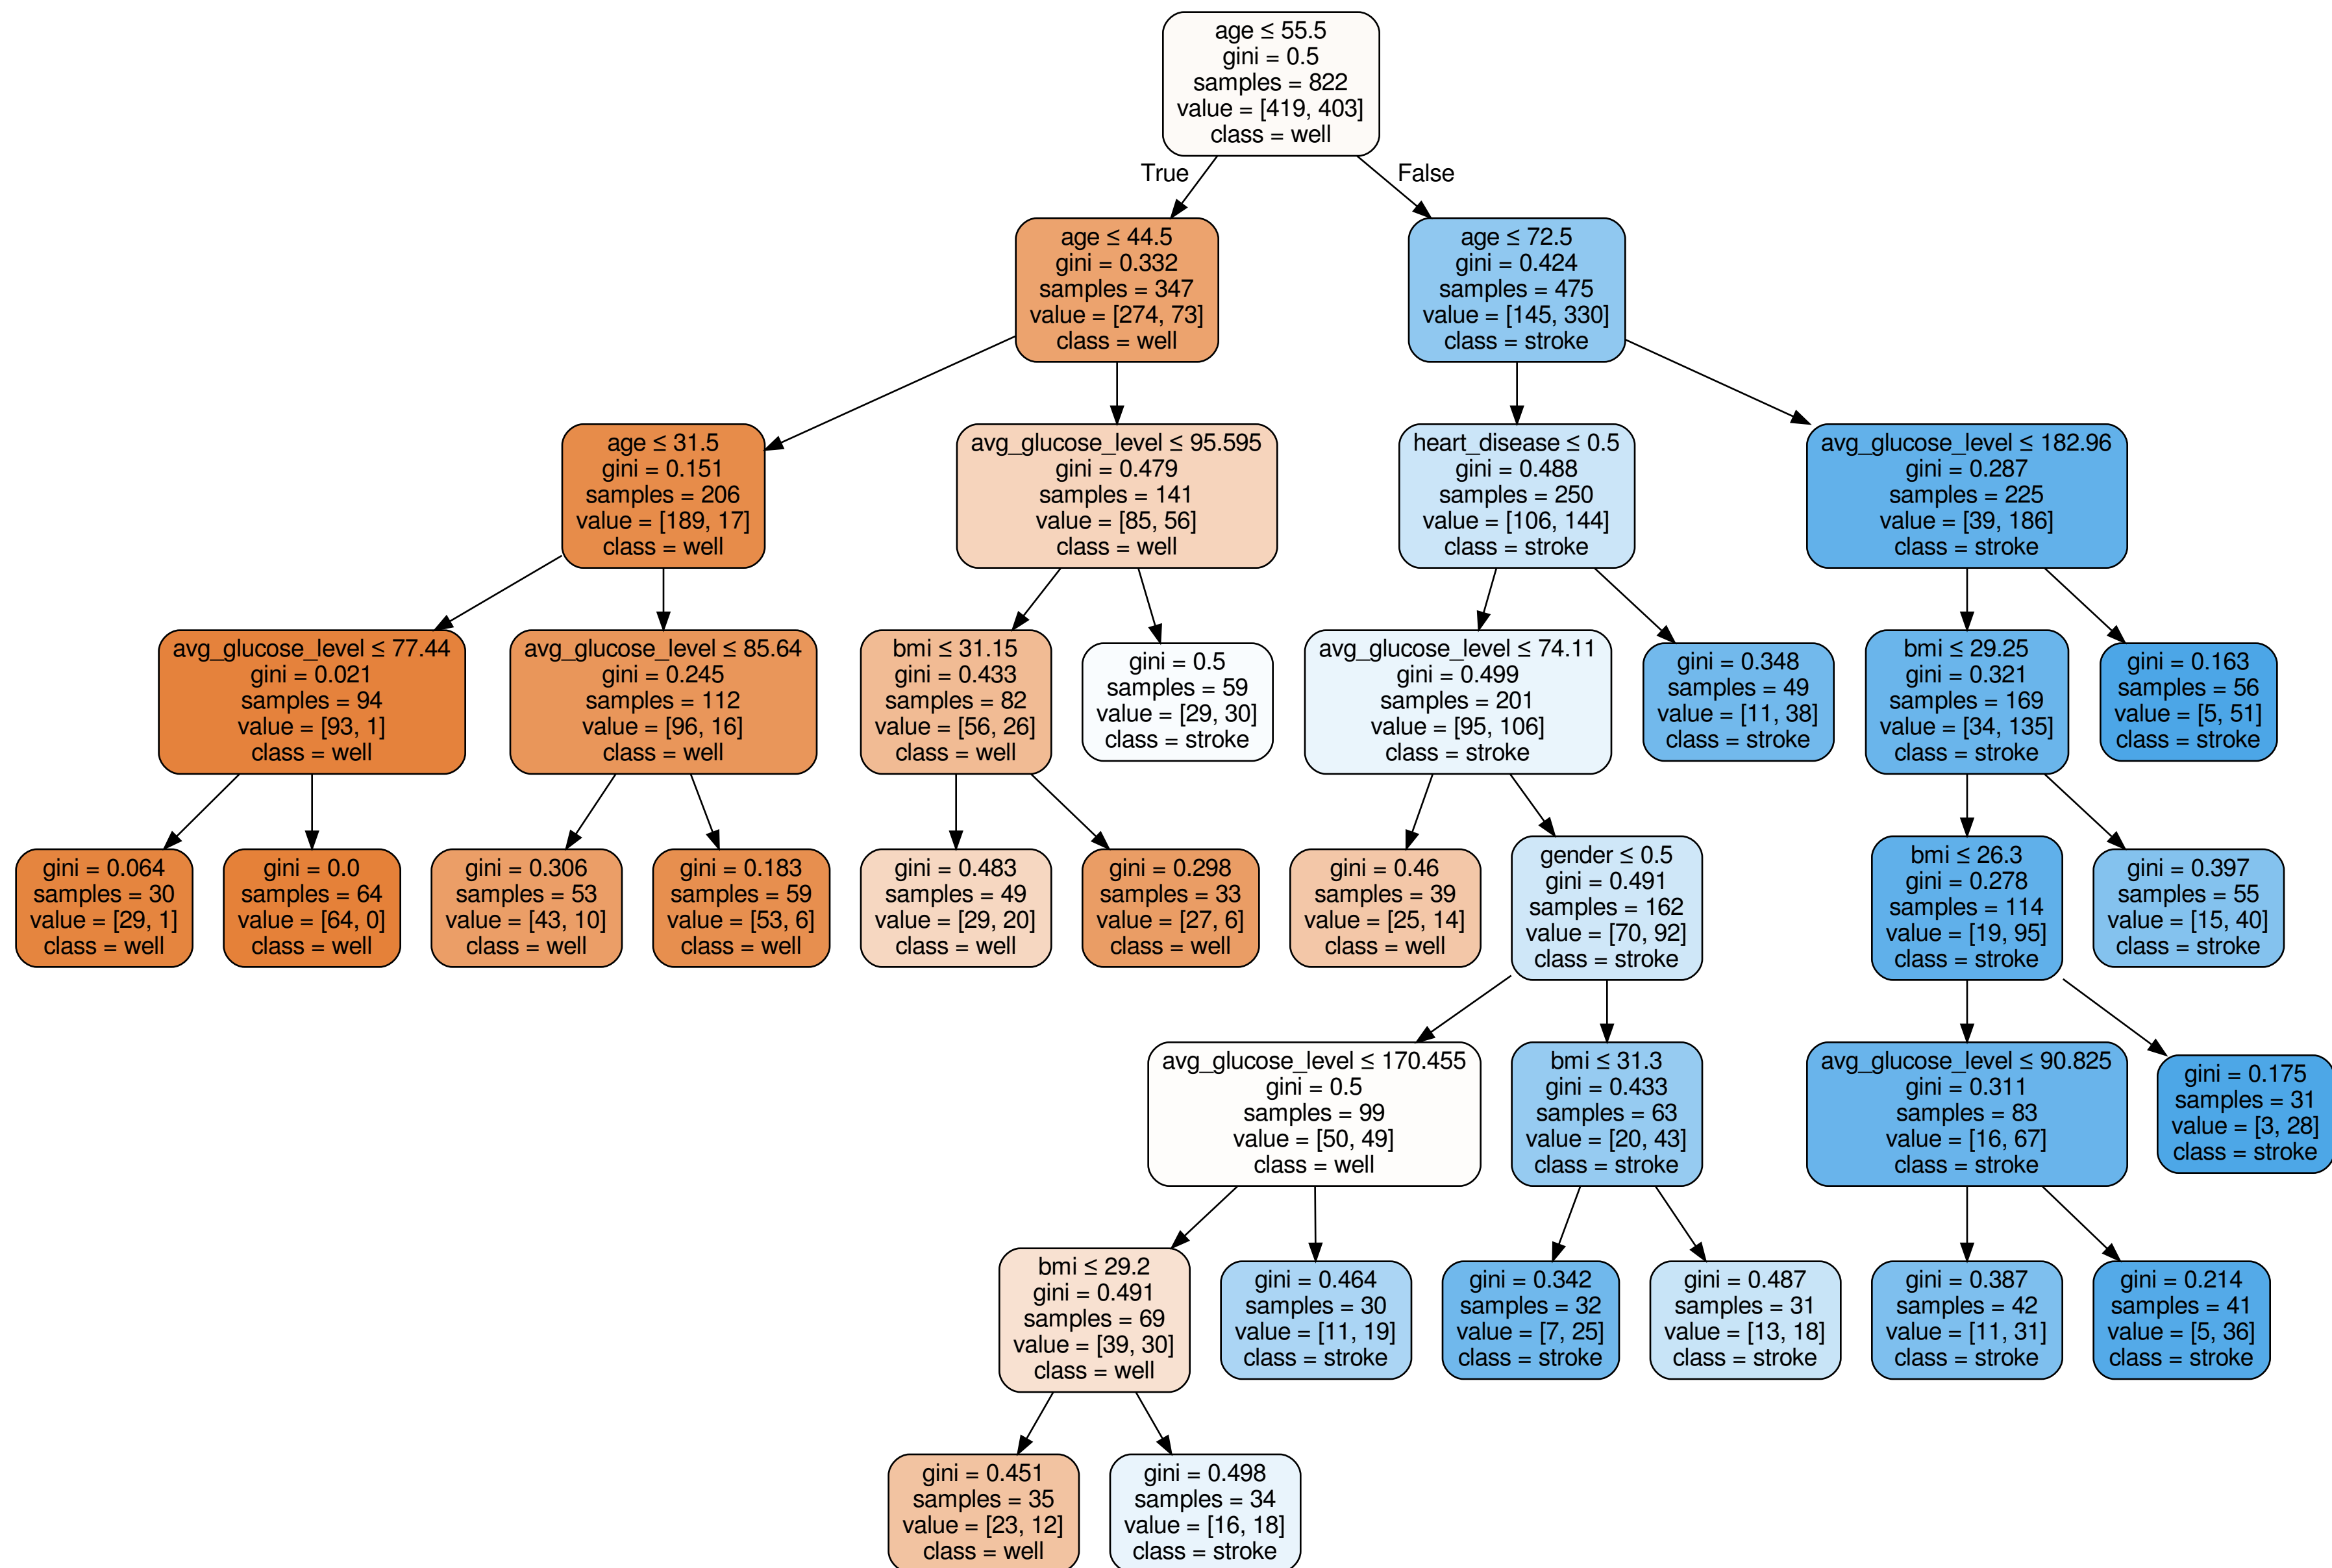 age ≤ 55.5
gini = 0.5
samples = 822
value = [419, 403]
class = well
True
False
age ≤ 44.5
gini = 0.332
samples = 347
value = [274, 73]
class = well
age ≤ 72.5
gini = 0.424
samples = 475
value = [145, 330]
class = stroke
age ≤ 31.5
gini = 0.151
samples = 206
value = [189, 17]
class = well
avg_glucose_level ≤ 95.595
gini = 0.479
samples = 141
value = [85, 56]
class = well
heart_disease ≤ 0.5
gini = 0.488
samples = 250
value = [106, 144]
class = stroke
avg_glucose_level ≤ 182.96
gini = 0.287
samples = 225
value = [39, 186]
class = stroke
avg_glucose_level ≤ 77.44
gini = 0.021
samples = 94
value = [93, 1]
class = well
avg_glucose_level ≤ 85.64
gini = 0.245
samples = 112
value = [96, 16]
class = well
bmi ≤ 31.15
gini = 0.433
samples = 82
value = [56, 26]
class = well
gini = 0.5
samples = 59
value = [29, 30]
class = stroke
avg_glucose_level ≤ 74.11
gini = 0.499
samples = 201
value = [95, 106]
class = stroke
gini = 0.348
samples = 49
value = [11, 38]
class = stroke
bmi ≤ 29.25
gini = 0.321
samples = 169
value = [34, 135]
class = stroke
gini = 0.163
samples = 56
value = [5, 51]
class = stroke
gini = 0.064
samples = 30
value = [29, 1]
class = well
gini = 0.0
samples = 64
value = [64, 0]
class = well
gini = 0.306
samples = 53
value = [43, 10]
class = well
gini = 0.183
samples = 59
value = [53, 6]
class = well
gini = 0.483
samples = 49
value = [29, 20]
class = well
gini = 0.298
samples = 33
value = [27, 6]
class = well
gini = 0.46
samples = 39
value = [25, 14]
class = well
gender ≤ 0.5
gini = 0.491
samples = 162
value = [70, 92]
class = stroke
bmi ≤ 26.3
gini = 0.278
samples = 114
value = [19, 95]
class = stroke
gini = 0.397
samples = 55
value = [15, 40]
class = stroke
avg_glucose_level ≤ 170.455
gini = 0.5
samples = 99
value = [50, 49]
class = well
bmi ≤ 31.3
gini = 0.433
samples = 63
value = [20, 43]
class = stroke
avg_glucose_level ≤ 90.825
gini = 0.311
samples = 83
value = [16, 67]
class = stroke
gini = 0.175
samples = 31
value = [3, 28]
class = stroke
bmi ≤ 29.2
gini = 0.491
samples = 69
value = [39, 30]
class = well
gini = 0.464
samples = 30
value = [11, 19]
class = stroke
gini = 0.342
samples = 32
value = [7, 25]
class = stroke
gini = 0.487
samples = 31
value = [13, 18]
class = stroke
gini = 0.387
samples = 42
value = [11, 31]
class = stroke
gini = 0.214
samples = 41
value = [5, 36]
class = stroke
gini = 0.451
samples = 35
value = [23, 12]
class = well
gini = 0.498
samples = 34
value = [16, 18]
class = stroke